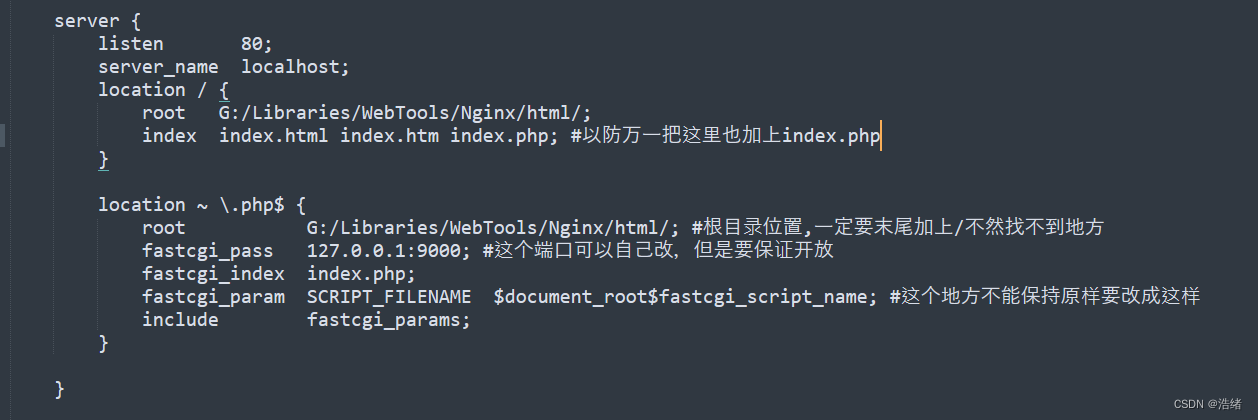 server {
listen 80;
server_name localhost;
location / {
root G:/Libraries/WebTools/Nginx/html/;
index index.html index.htm index.php; #以防万一把这里也加上index.php
}
location ~ \.php$ {
root G:/Libraries/WebTools/Nginx/html/; #根目录位置,一定要末尾加上/不然找不到地方
fastcgi_pass 127.0.0.1:9000; #这个端口可以自己改，但是要保证开放
fastcgi_index index.php;
fastcgi_param SCRIPT_FILENAME $document_root$fastcgi_script_name; #这个地方不能保持原样要改成这样
include fastcgi_params;
}
}
CSDN @浩绪